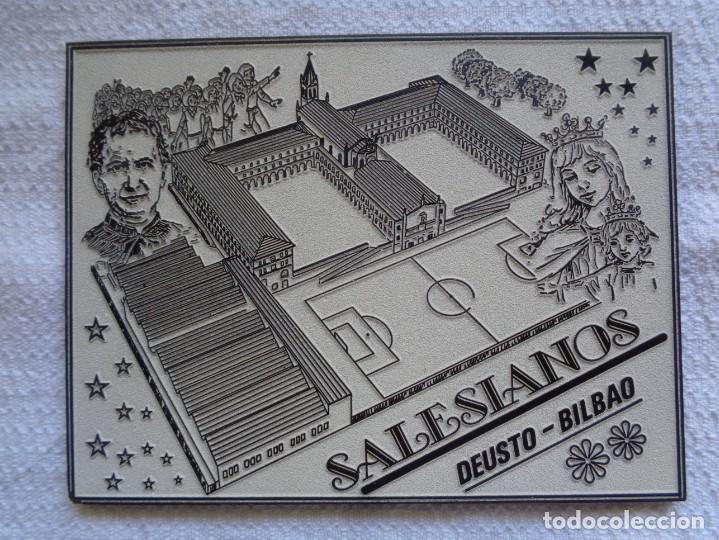 SALESIANOS
DEUSTO - BILBAO
todocoleccion